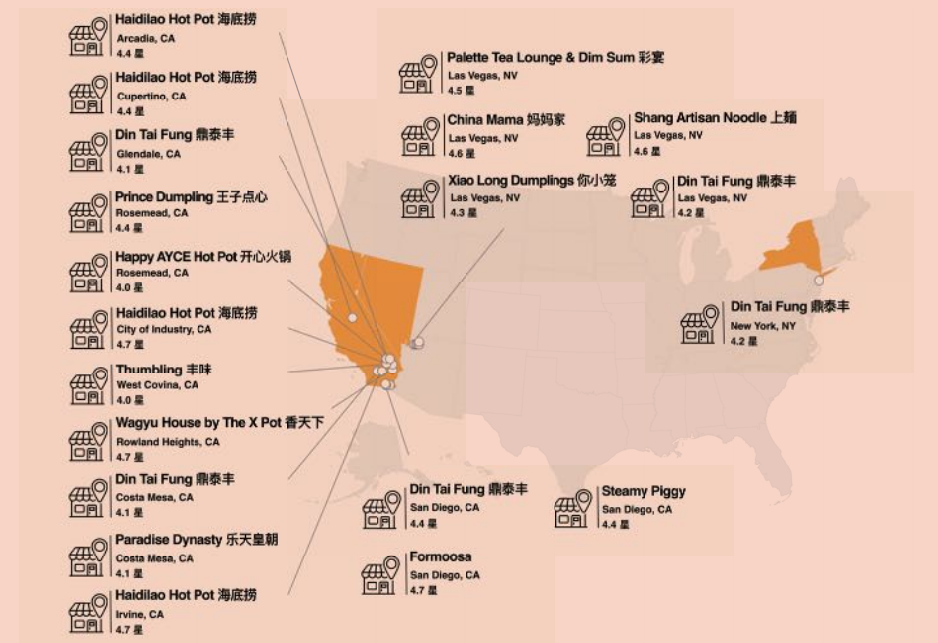 Haidilao Hot Pot 海底捞
Arcadia, CA
4.4 星
Haidilao Hot Pot 海底捞
Cupertino, CA
4.4 星
Din Tai Fung 鼎泰丰
Glendale, CA
4.1 星
Prince Dumpling 王子点心
Rosemead, CA
4.4 星
Happy AYCE Hot Pot 开心火锅
Rosemead, CA
4.0 星
Haidilao Hot Pot 海底捞
City of Industry, CA
4.7 星
Thumbling 丰味
West Covina, CA
4.0 星
Wagyu House by The X Pot 香天下
Rowland Heights, CA
4.7 星
Din Tai Fung 鼎泰丰
Costa Mesa, CA
4.1 星
Paradise Dynasty 乐天皇朝
Costa Mesa, CA
4.1 星
Haidilao Hot Pot 海底捞
Irvine, CA
4.7 星
Palette Tea Lounge & Dim Sum 彩宴
Las Vegas, NV
4.5 星
China Mama 妈妈家
Las Vegas, NV
4.6 星
Shang Artisan Noodle 上麺
Las Vegas, NV
4.6 星
Xiao Long Dumplings 你小笼
Las Vegas, NV
4.3 星
Din Tai Fung 鼎泰丰
Las Vegas, NV
4.2 星
Din Tai Fung 鼎泰丰
New York, NY
4.2 星
Din Tai Fung 鼎泰丰
San Diego, CA
4.4 星
Steamy Piggy
San Diego, CA
4.4 星
Formoosa
San Diego, CA
4.7 星